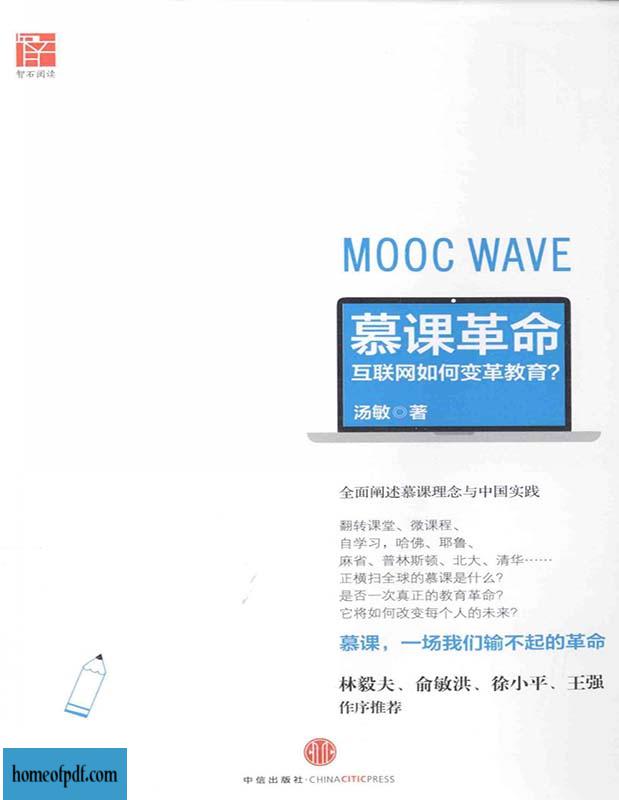 智石阅读
MOOC WAVE
慕课革命
互联网如何变革教育?
汤敏◎著
全面阐述慕课理念与中国实践
翻转课堂、微课程、
自学习，哈佛、耶鲁、
麻省、普林斯顿、北大、清华……
正横扫全球的慕课是什么?
是否一次真正的教育革命?
它将如何改变每个人的未来?
慕课，一场我们输不起的革命
林毅夫、俞敏洪、徐小平、王强
作序推荐
中信出版社·CHINACITICPRESS
homeofpdf.com